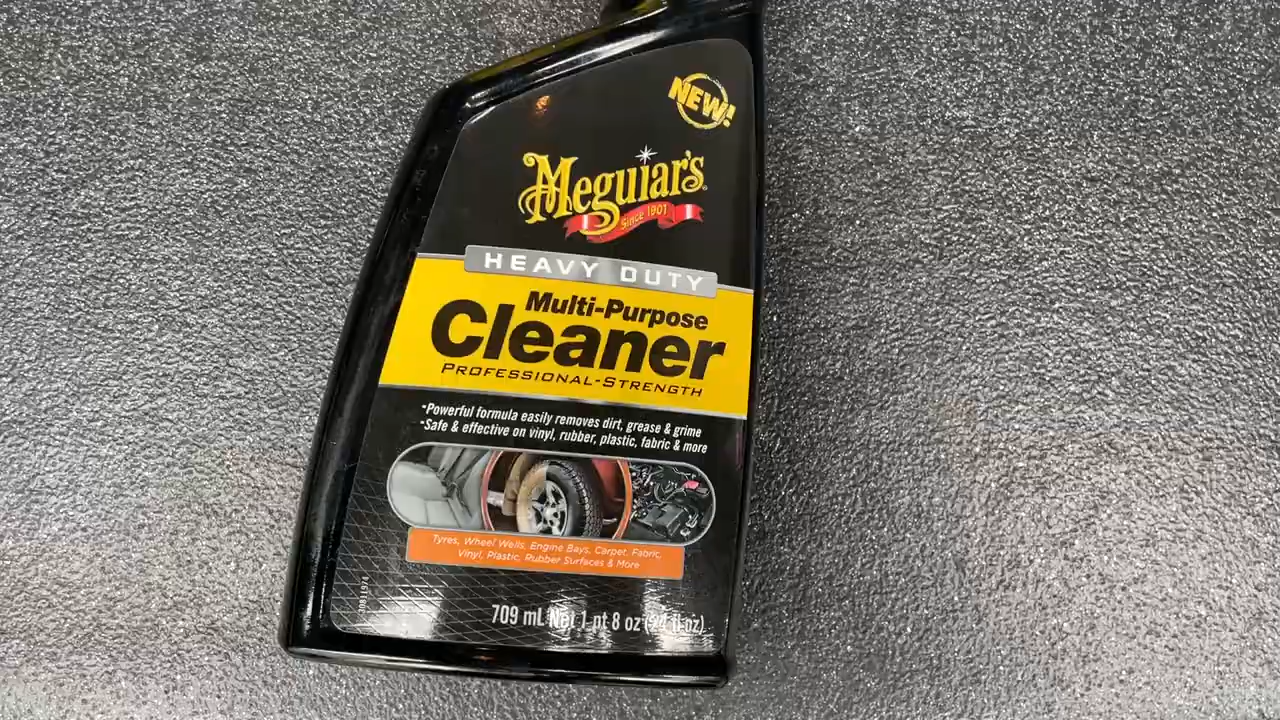 NEW!
Meguiar's
Since 1901
HEAVY DUTY
Multi-Purpose
Cleaner
PROFESSIONAL-STRENGTH
*Powerful formula easily removes dirt, grease & grime
*Safe & effective on vinyl, rubber, plastic, fabric & more
Tyres, Wheel Wells, Engine Bays, Carpet, Fabric,
Vinyl, Plastic, Rubber Surfaces & More
709 mL Net 1 pt 8 oz (24 fl oz)